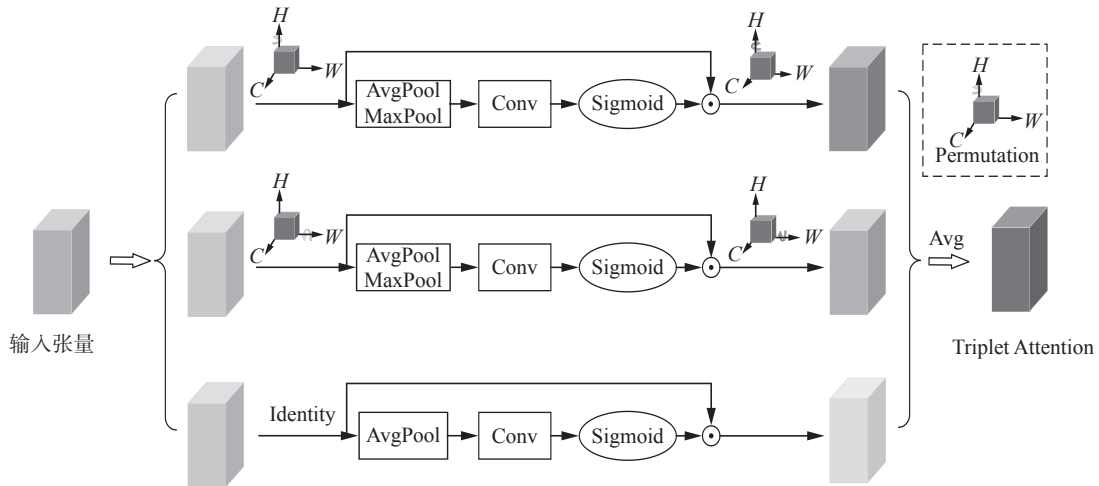 H
W
C
AvgPool
MaxPool
Conv
Sigmoid
H
W
C
H
W
C
Permutation
H
W
C
AvgPool
MaxPool
Conv
Sigmoid
H
W
C
Avg
输入张量
Triplet Attention
Identity
AvgPool
Conv
Sigmoid